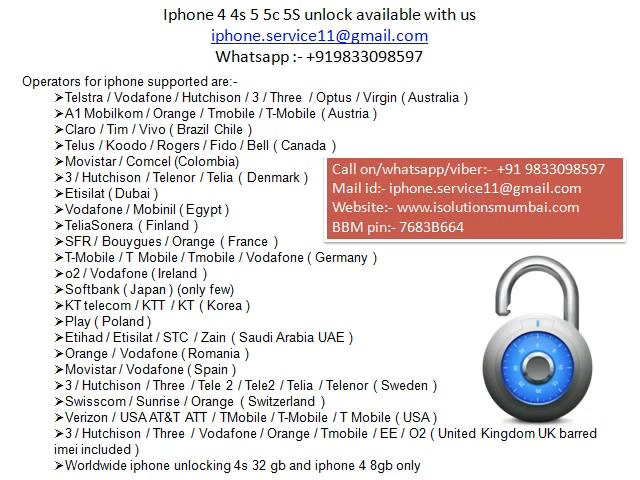 Iphone 4 4s 5 5c 5S unlock available with us
iphone.service11@gmail.com
Whatsapp :- +919833098597
Operators for iphone supported are:-
➢Telstra / Vodafone / Hutchison / 3 / Three / Optus / Virgin ( Australia )
➢A1 Mobilkom / Orange / Tmobile / T-Mobile ( Austria )
➢Claro / Tim / Vivo ( Brazil Chile )
➢Telus / Koodo / Rogers / Fido / Bell ( Canada )
➢Movistar / Comcel (Colombia)
➢3 / Hutchison / Telenor / Telia ( Denmark )
➢Etisilat ( Dubai )
➢Vodafone / Mobinil ( Egypt )
➢TeliaSonera ( Finland )
➢SFR / Bouygues / Orange ( France )
➢T-Mobile / T Mobile / Tmobile / Vodafone ( Germany )
➢o2 / Vodafone ( Ireland )
➢Softbank ( Japan ) (only few)
➢KT telecom / KTT / KT ( Korea )
➢Play ( Poland )
➢Etihad / Etisilat / STC / Zain ( Saudi Arabia UAE )
➢Orange / Vodafone ( Romania )
➢Movistar / Vodafone ( Spain )
➢3 / Hutchison / Three / Tele 2 / Tele2 / Telia / Telenor ( Sweden )
➢Swisscom / Sunrise / Orange ( Switzerland )
➢Verizon / USA AT&T ATT / TMobile / T-Mobile / T Mobile ( USA )
➢3 / Hutchison / Three / Vodafone / Orange / Tmobile / EE / O2 ( United Kingdom UK barred
imei included )
➢Worldwide iphone unlocking 4s 32 gb and iphone 4 8gb only
Call on/whatsapp/viber:- +91 9833098597
Mail id:- iphone.service11@gmail.com
Website:- www.isolutionsmumbai.com
BBM pin:- 7683B664